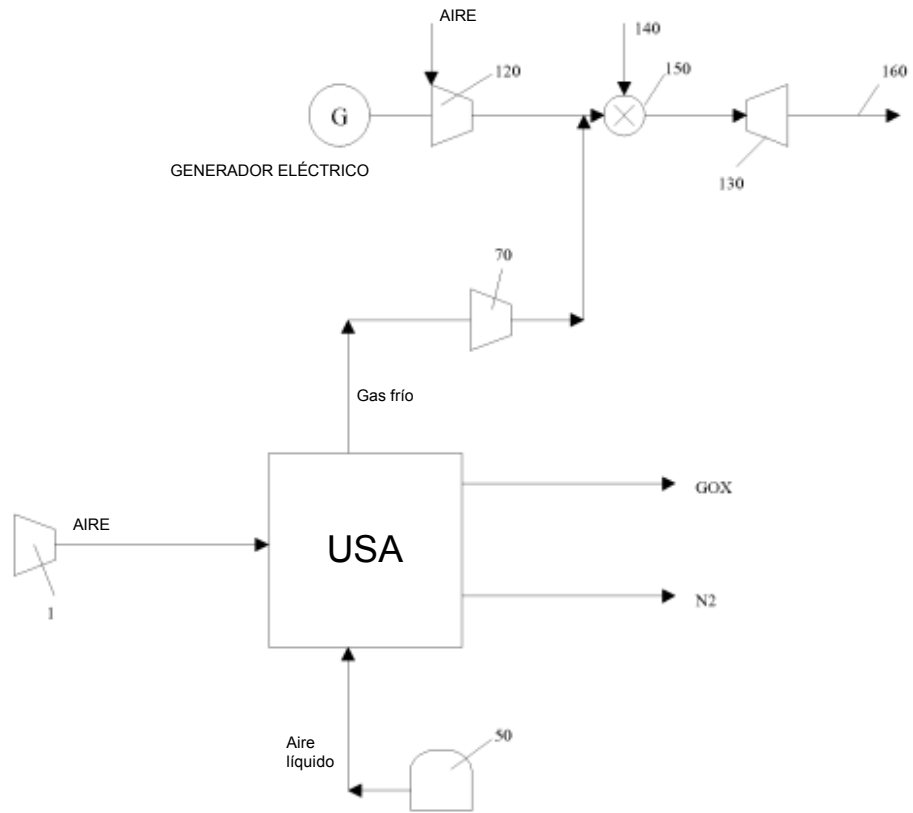 AIRE
140
120
150
160
G
GENERADOR ELÉCTRICO
130
70
Gas frío
GOX
AIRE
USA
1
N2
50
Aire
líquido